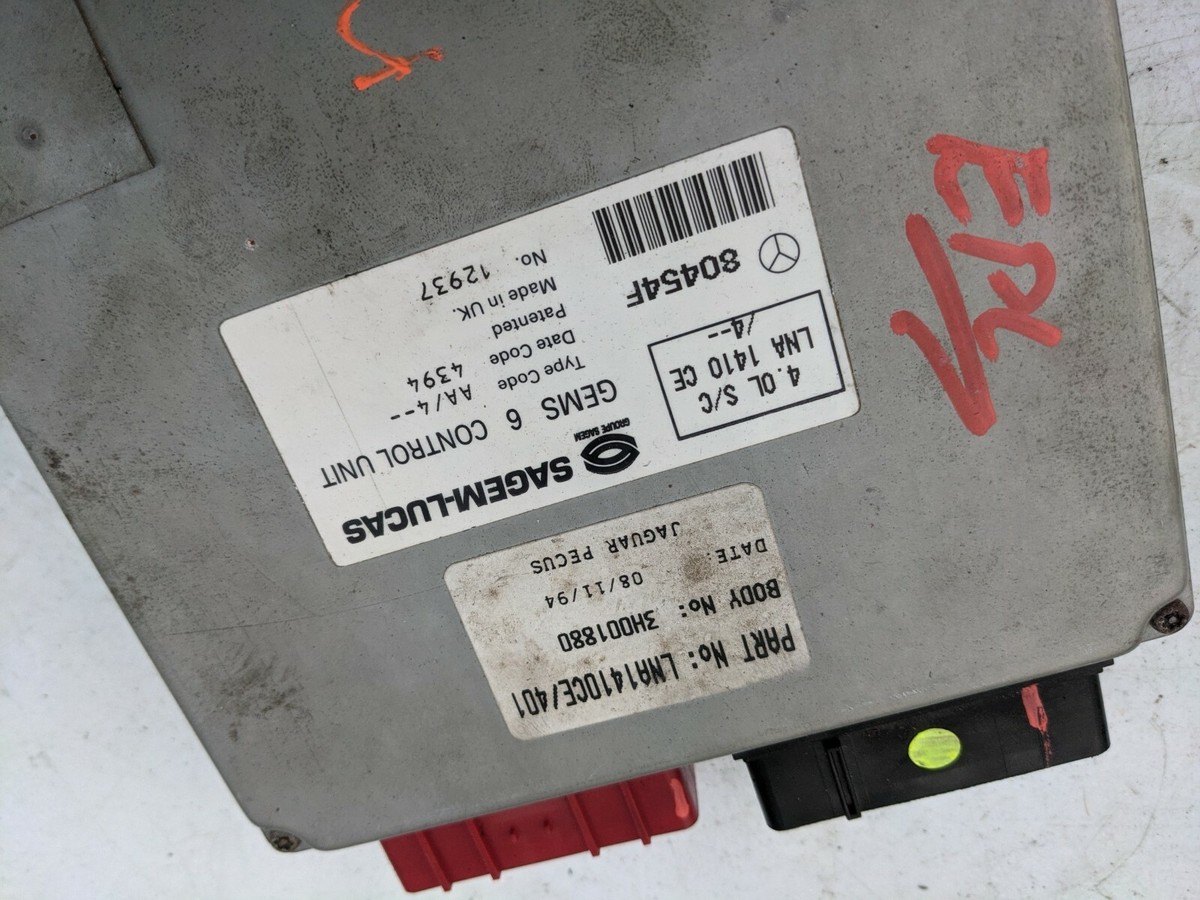 SAGEM-LUCAS
GROUPE SAGEM
GEMS 6 CONTROL UNIT
Type Code AA/4--
Date Code 4394
Patented
Made in UK.
No. 12937
4.0L S/C
LNA 1410 CE
/4--
80454F
PART No: LNA1410CE/401
BODY No: 3H001880
DATE: 08/11/94
JAGUAR PECUS